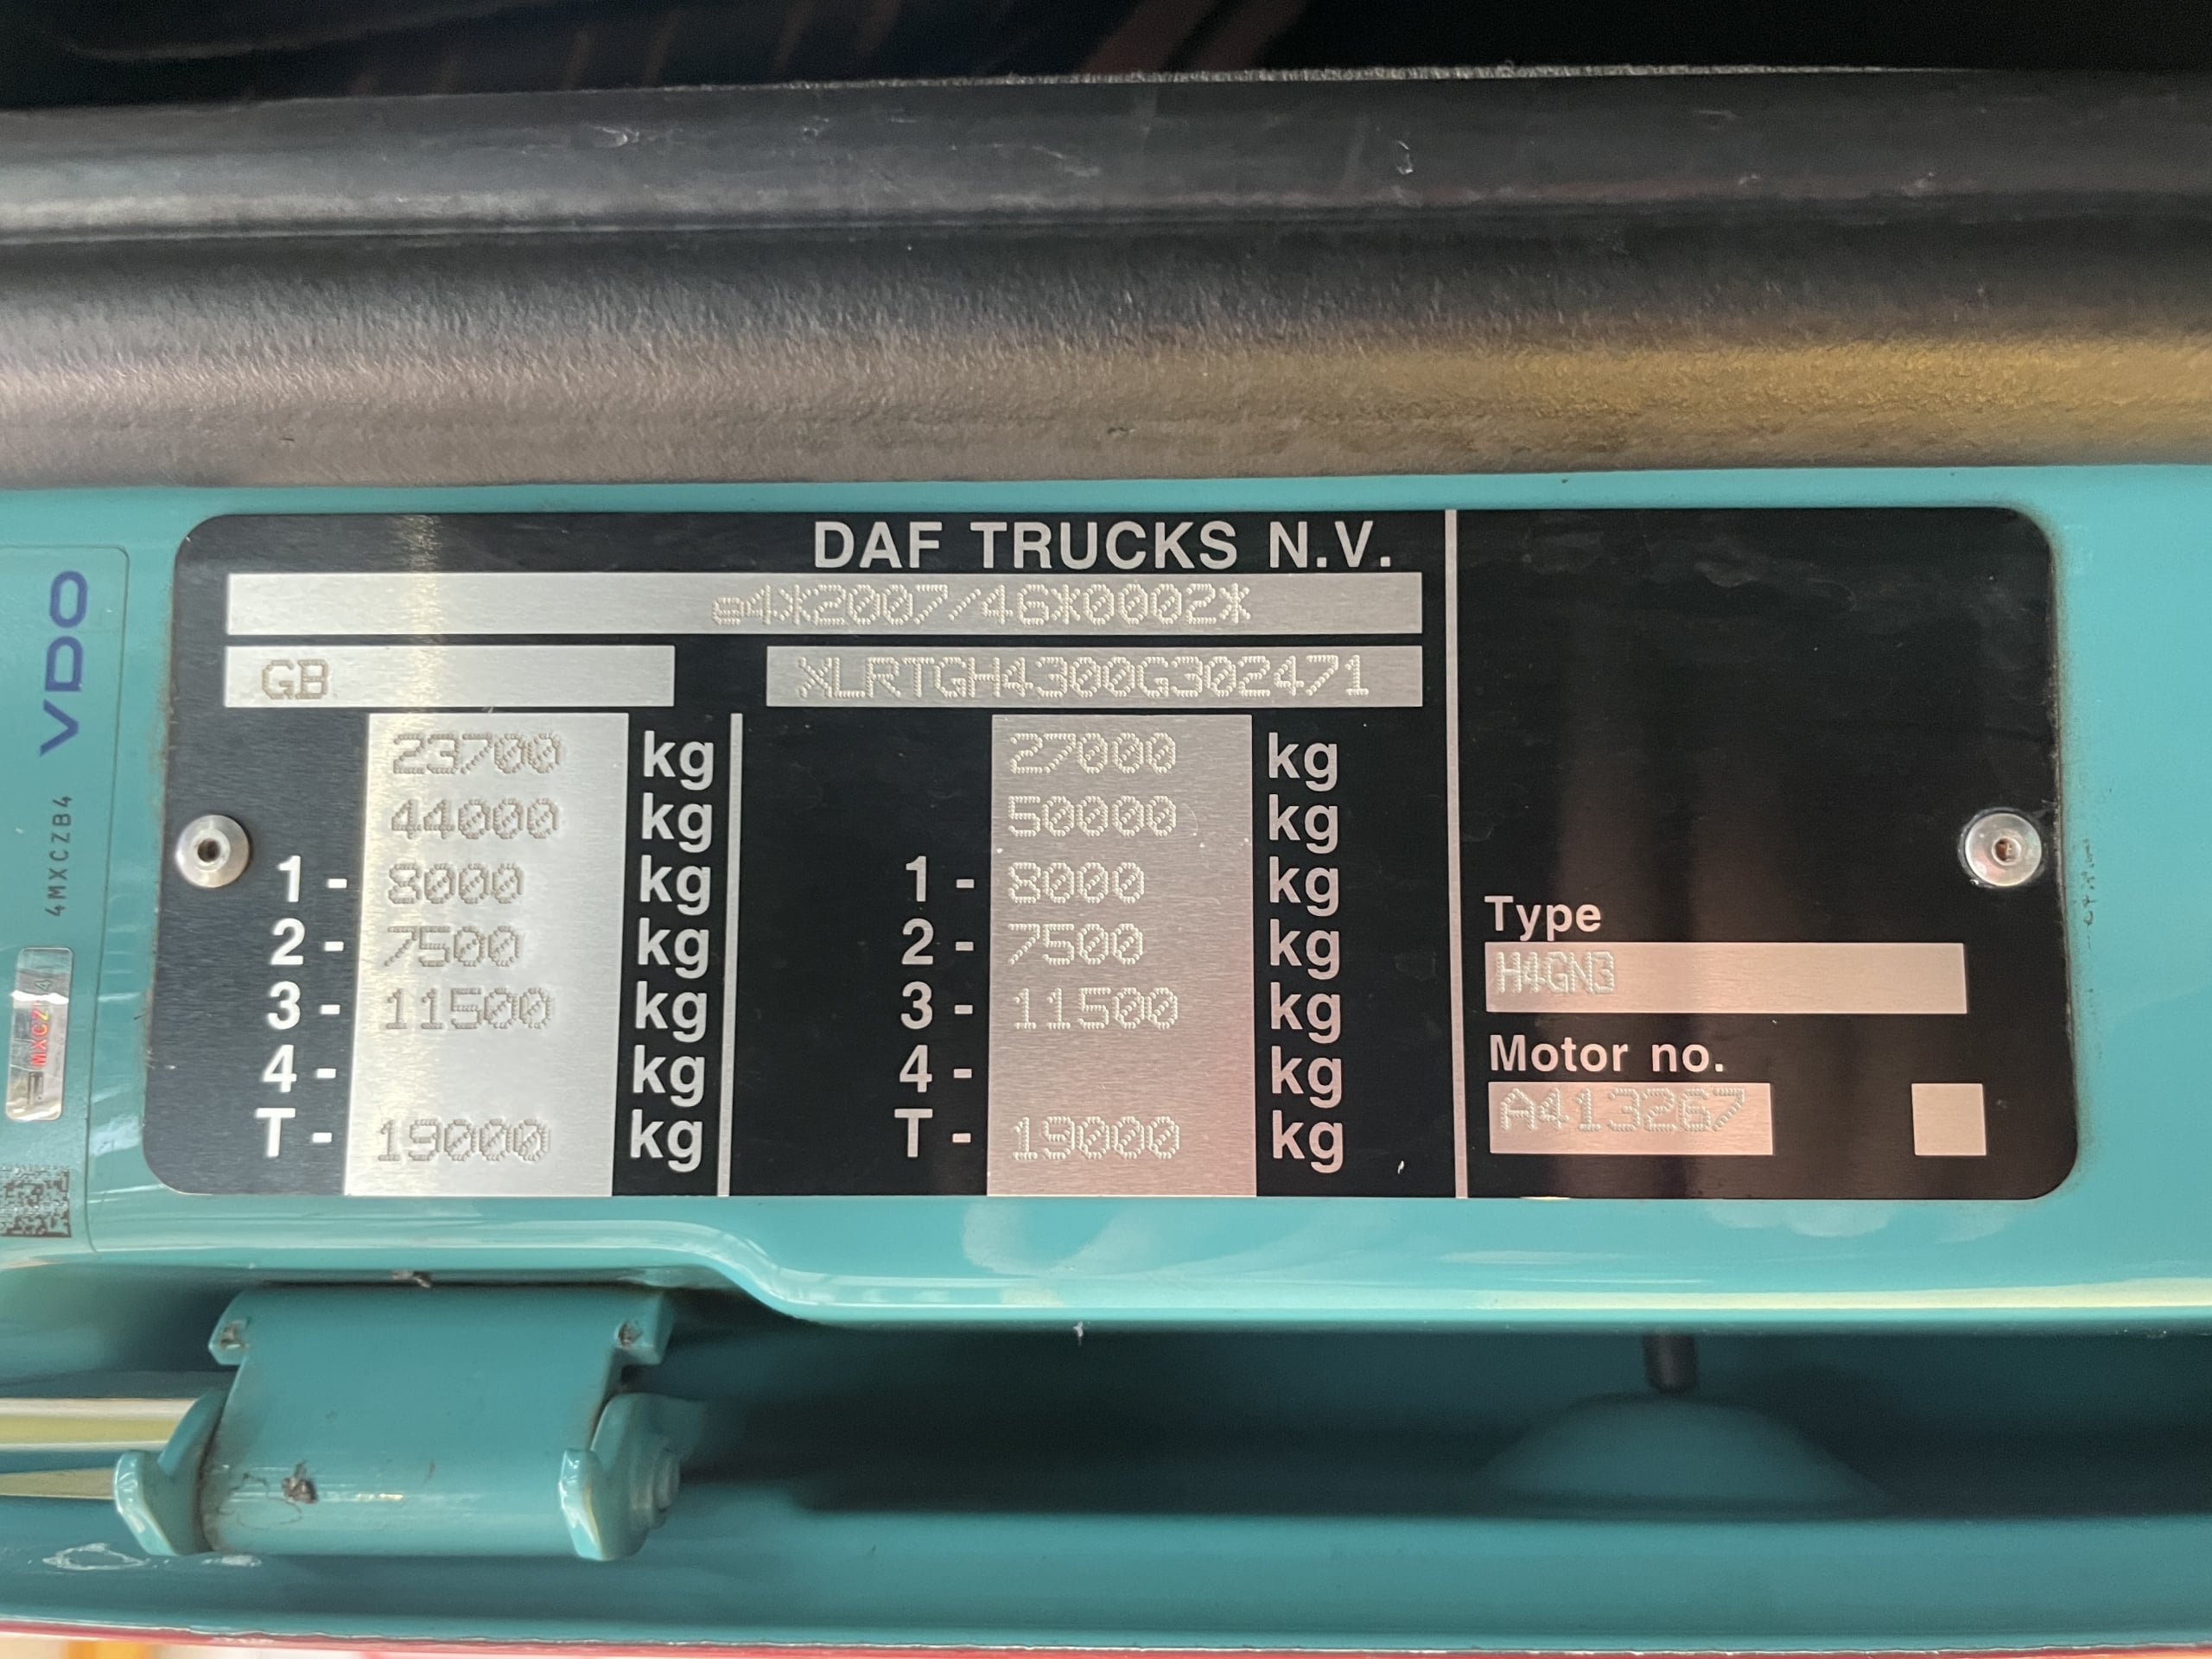 DAF TRUCKS N.V.
e4*2007/46*0002*
GB XLRTGH4300G302471
23700 kg 27000 kg
44000 kg 50000 kg
1 - 8000 kg 1 - 8000 kg
2 - 7500 kg 2 - 7500 kg
3 - 11500 kg 3 - 11500 kg
4 - kg 4 - kg
T - 19000 kg T - 19000 kg
Type
H4GN3
Motor no.
A413267
VDO
4MXCZB4